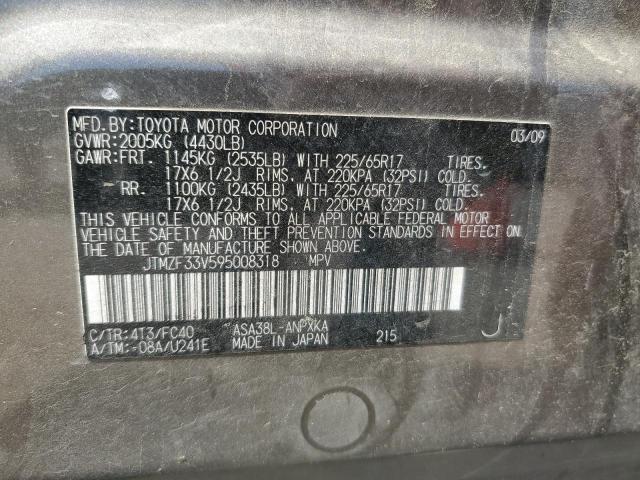 MFD.BY:TOYOTA MOTOR CORPORATION 03/09
GVWR:2005KG (4430LB)
GAWR:FRT. 1145KG (2535LB) WITH 225/65R17 TIRES.
17X6 1/2J RIMS. AT 220KPA (32PSI) COLD.
RR. 1100KG (2435LB) WITH 225/65R17 TIRES.
17X6 1/2J RIMS. AT 220KPA (32PSI) COLD.
THIS VEHICLE CONFORMS TO ALL APPLICABLE FEDERAL MOTOR
VEHICLE SAFETY AND THEFT PREVENTION STANDARDS IN EFFECT ON
THE DATE OF MANUFACTURE SHOWN ABOVE.
JTMZF33V595008318 MPV
C/TR:4T3/FC40 ASA38L-ANPXKA
A/TM:-08A/U241E MADE IN JAPAN 215 J